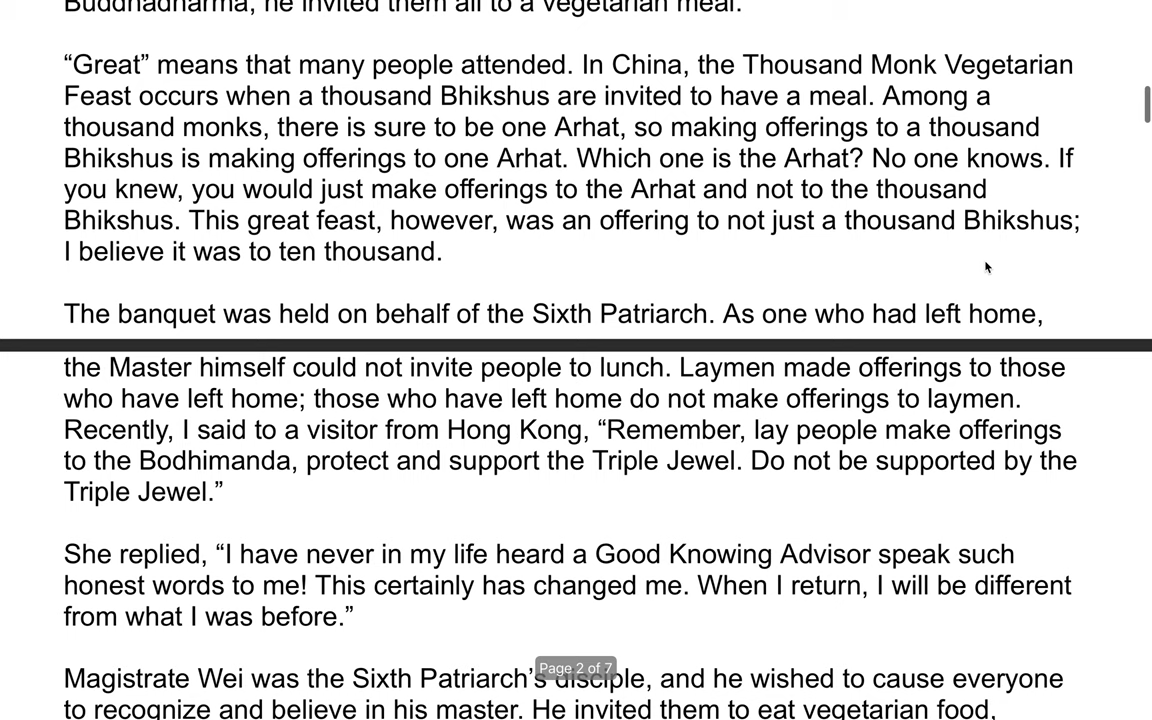 Buddhadharma, he invited them all to a vegetarian meal.
“Great” means that many people attended. In China, the Thousand Monk Vegetarian
Feast occurs when a thousand Bhikshus are invited to have a meal. Among a
thousand monks, there is sure to be one Arhat, so making offerings to a thousand
Bhikshus is making offerings to one Arhat. Which one is the Arhat? No one knows. If
you knew, you would just make offerings to the Arhat and not to the thousand
Bhikshus. This great feast, however, was an offering to not just a thousand Bhikshus;
I believe it was to ten thousand.
The banquet was held on behalf of the Sixth Patriarch. As one who had left home,
the Master himself could not invite people to lunch. Laymen made offerings to those
who have left home; those who have left home do not make offerings to laymen.
Recently, I said to a visitor from Hong Kong, “Remember, lay people make offerings
to the Bodhimanda, protect and support the Triple Jewel. Do not be supported by the
Triple Jewel.”
She replied, “I have never in my life heard a Good Knowing Advisor speak such
honest words to me! This certainly has changed me. When I return, I will be different
from what I was before.”
Page 2 of 7
Magistrate Wei was the Sixth Patriarch’s disciple, and he wished to cause everyone
to recognize and believe in his master. He invited them to eat vegetarian food,